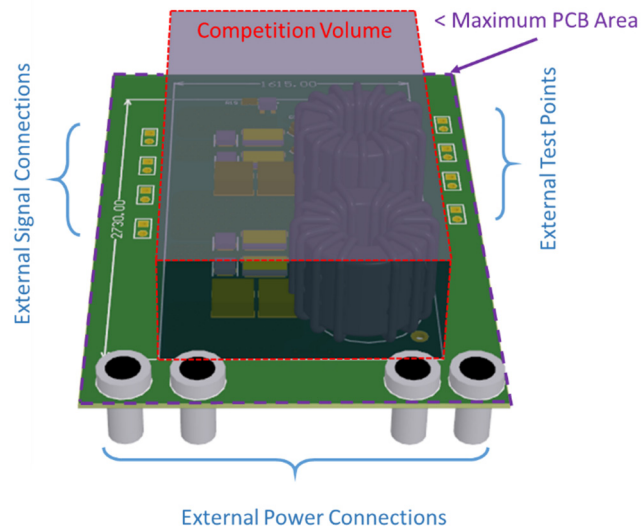 Competition Volume
< Maximum PCB Area
1615.00
2730.00
External Signal Connections
External Test Points
External Power Connections